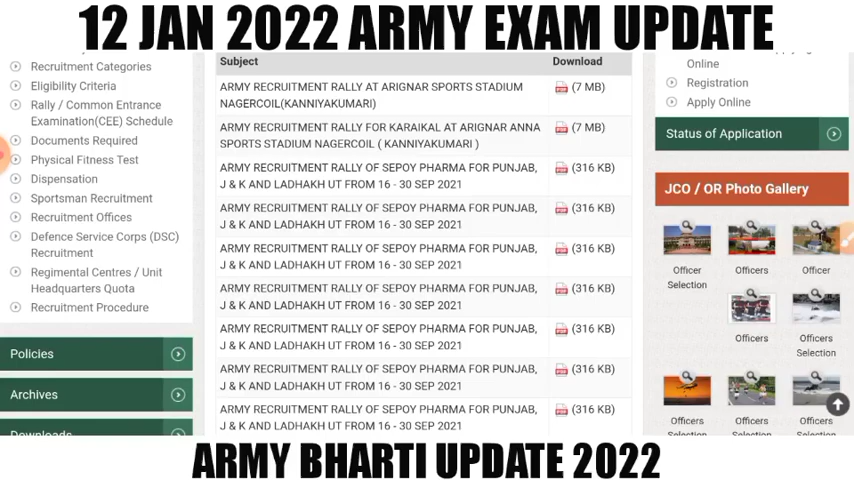 12 JAN 2022 ARMY EXAM UPDATE
Recruitment Categories
Eligibility Criteria
Rally / Common Entrance
Examination(CEE) Schedule
Documents Required
Physical Fitness Test
Dispensation
Sportsman Recruitment
Recruitment Offices
Defence Service Corps (DSC)
Recruitment
Regimental Centres / Unit
Headquarters Quota
Recruitment Procedure
Policies
Archives
Downloads
Subject Download
ARMY RECRUITMENT RALLY AT ARIGNAR SPORTS STADIUM (7 MB)
NAGERCOIL(KANNIYAKUMARI)
ARMY RECRUITMENT RALLY FOR KARAIKAL AT ARIGNAR ANNA (7 MB)
SPORTS STADIUM NAGERCOIL ( KANNIYAKUMARI )
ARMY RECRUITMENT RALLY OF SEPOY PHARMA FOR PUNJAB, (316 KB)
J & K AND LADHAKH UT FROM 16 - 30 SEP 2021
ARMY RECRUITMENT RALLY OF SEPOY PHARMA FOR PUNJAB, (316 KB)
J & K AND LADHAKH UT FROM 16 - 30 SEP 2021
ARMY RECRUITMENT RALLY OF SEPOY PHARMA FOR PUNJAB, (316 KB)
J & K AND LADHAKH UT FROM 16 - 30 SEP 2021
ARMY RECRUITMENT RALLY OF SEPOY PHARMA FOR PUNJAB, (316 KB)
J & K AND LADHAKH UT FROM 16 - 30 SEP 2021
ARMY RECRUITMENT RALLY OF SEPOY PHARMA FOR PUNJAB, (316 KB)
J & K AND LADHAKH UT FROM 16 - 30 SEP 2021
ARMY RECRUITMENT RALLY OF SEPOY PHARMA FOR PUNJAB, (316 KB)
J & K AND LADHAKH UT FROM 16 - 30 SEP 2021
ARMY RECRUITMENT RALLY OF SEPOY PHARMA FOR PUNJAB, (316 KB)
J & K AND LADHAKH UT FROM 16 - 30 SEP 2021
Online
Registration
Apply Online
Status of Application
JCO / OR Photo Gallery
Officer Officers Officer
Selection
Officers Officers
Selection
Officers Officers Officers
Selection Selection Selection
ARMY BHARTI UPDATE 2022